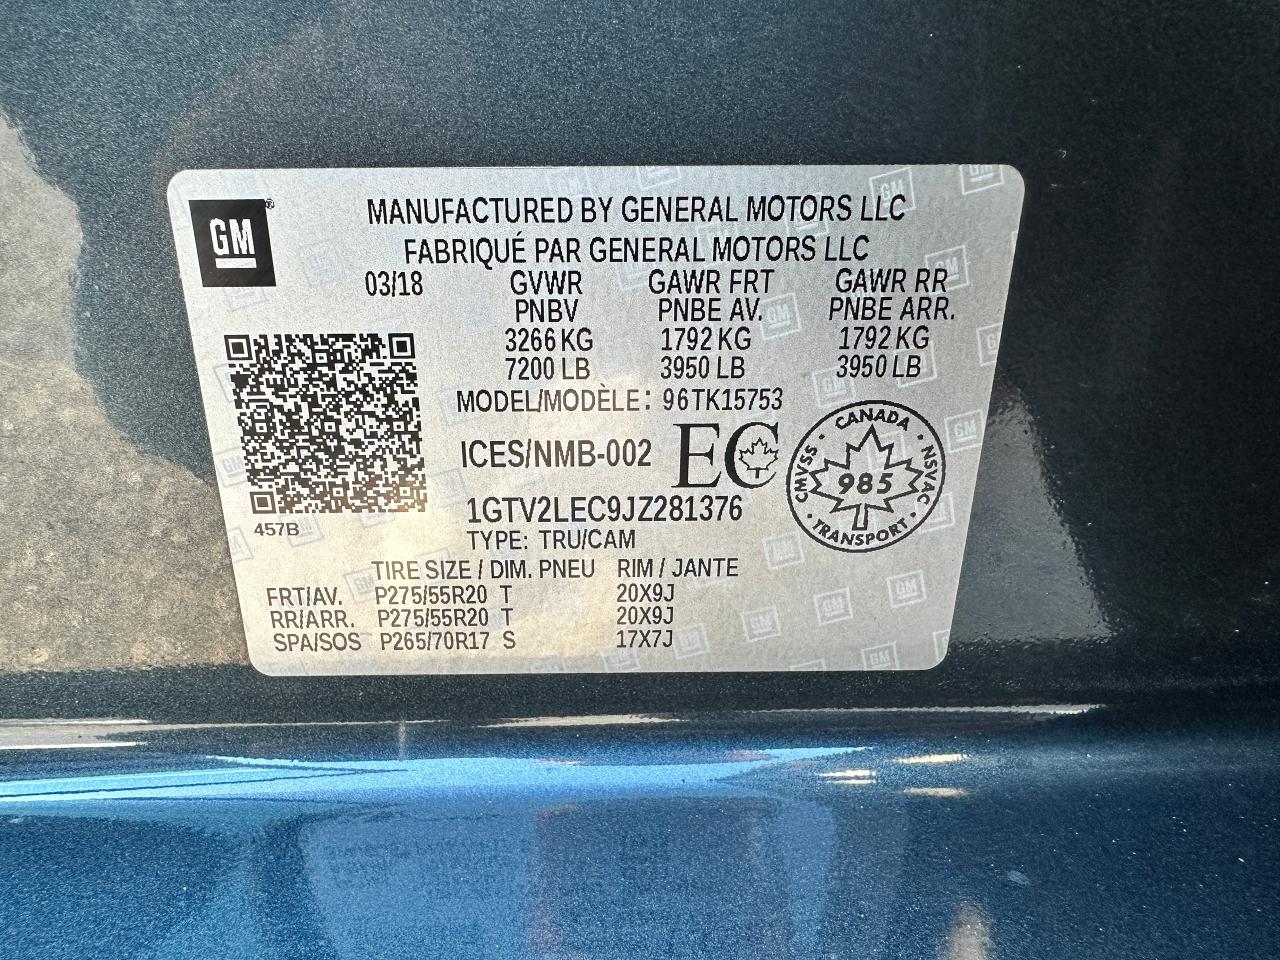 GM®
MANUFACTURED BY GENERAL MOTORS LLC
FABRIQUÉ PAR GENERAL MOTORS LLC
03/18 GVWR GAWR FRT GAWR RR
PNBV PNBE AV. PNBE ARR.
3266 KG 1792 KG 1792 KG
7200 LB 3950 LB 3950 LB
MODEL/MODÈLE: 96TK15753
ICES/NMB-002 EC
CANADA
CMVSS 985 NSVAC
TRANSPORT
1GTV2LEC9JZ281376
457B
TYPE: TRU/CAM
TIRE SIZE / DIM. PNEU RIM / JANTE
FRT/AV. P275/55R20 T 20X9J
RR/ARR. P275/55R20 T 20X9J
SPA/SOS P265/70R17 S 17X7J